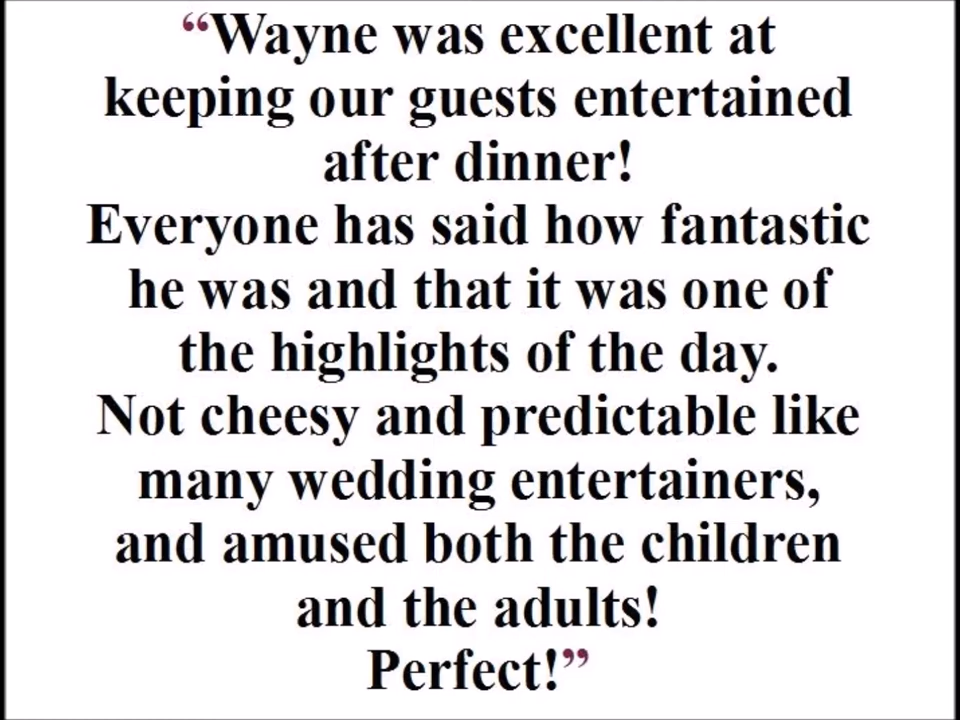 “Wayne was excellent at
keeping our guests entertained
after dinner!
Everyone has said how fantastic
he was and that it was one of
the highlights of the day.
Not cheesy and predictable like
many wedding entertainers,
and amused both the children
and the adults!
Perfect!”